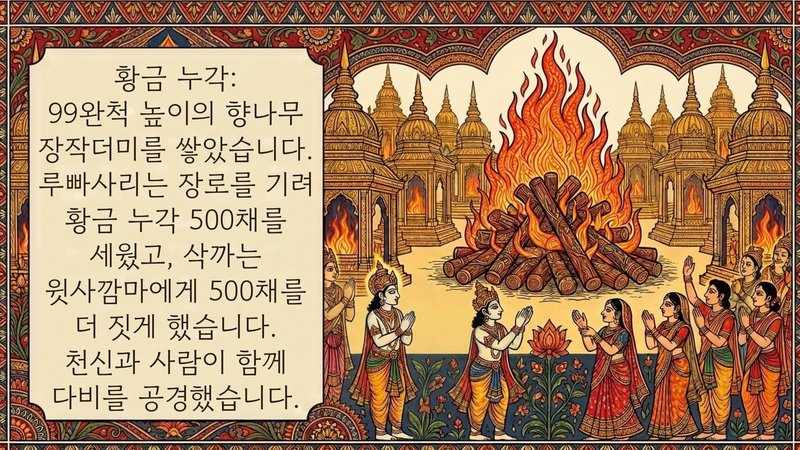 황금 누각:
99완척 높이의 향나무
장작더미를 쌓았습니다.
루빠사리는 장로를 기려
황금 누각 500채를
세웠고, 삭까는
윗사깜마에게 500채를
더 짓게 했습니다.
천신과 사람이 함께
다비를 공경했습니다.